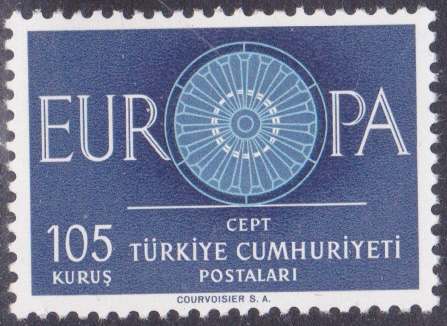 EUROPA
CEPT
105 TÜRKİYE CUMHURİYETİ
KURUŞ POSTALARI
COURVOISIER S. A.